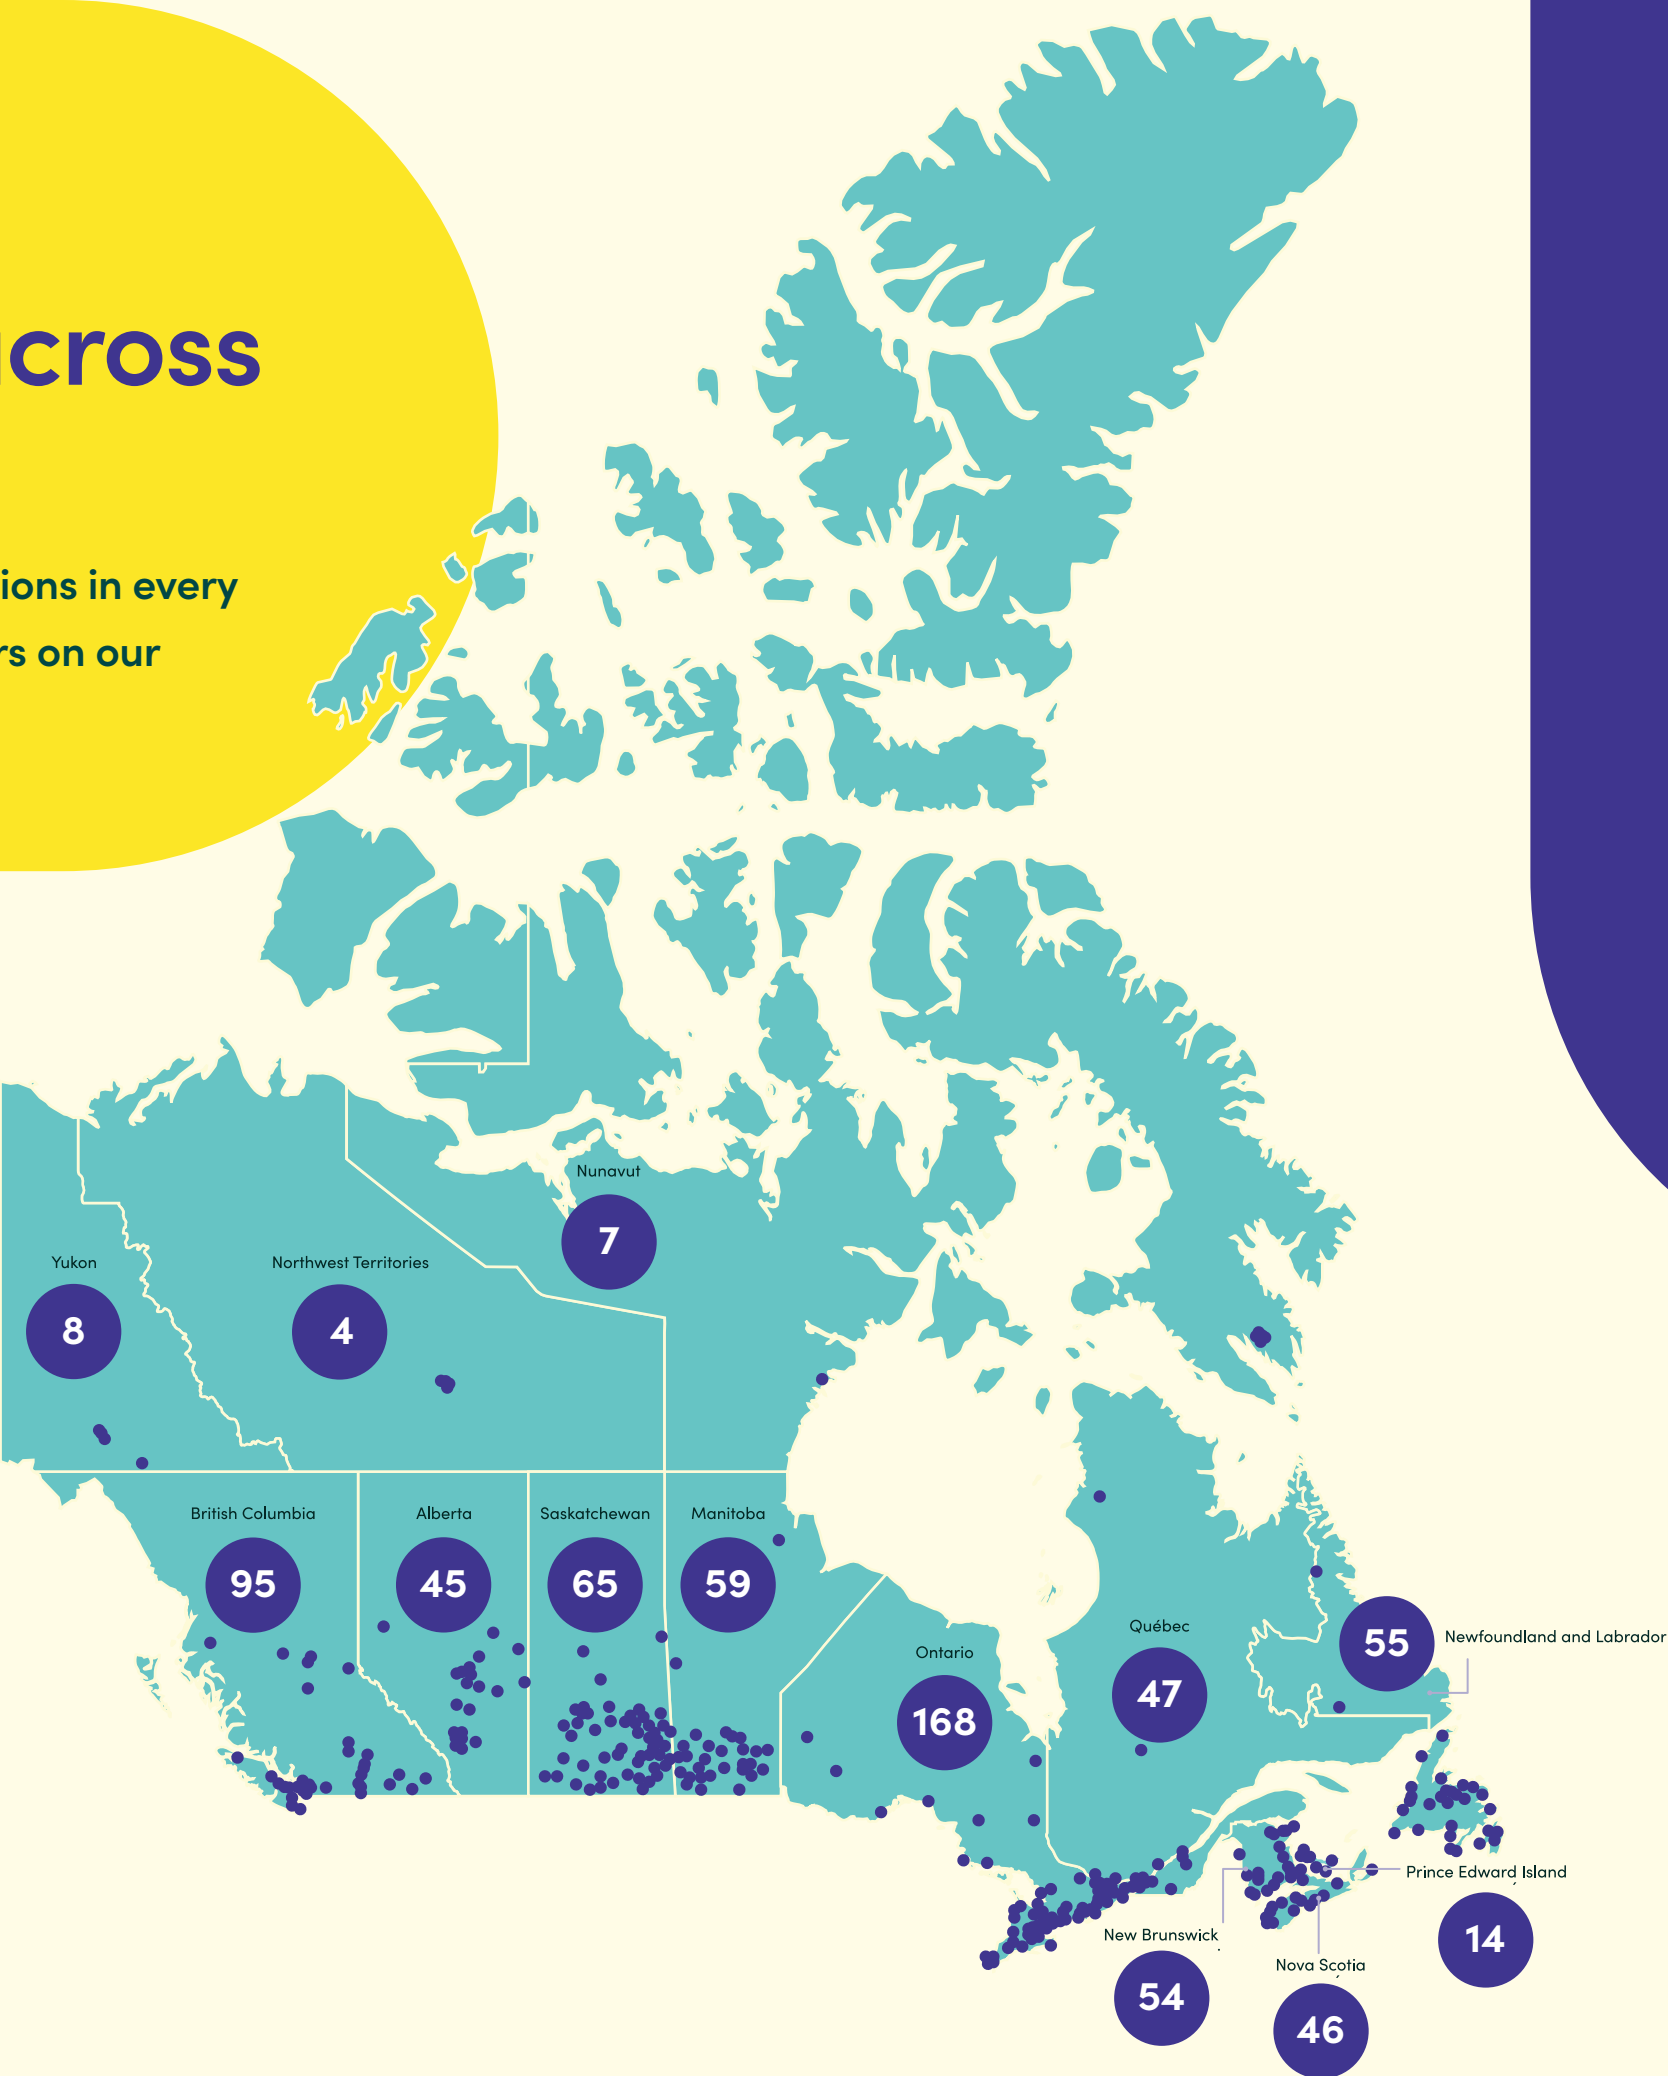 cross
ions in every
rs on our
Nunavut
7
Yukon
8
Northwest Territories
4
British Columbia
95
Alberta
45
Saskatchewan
65
Manitoba
59
Ontario
168
Québec
47
55
Newfoundland and Labrador
Prince Edward Island
14
New Brunswick
54
Nova Scotia
46